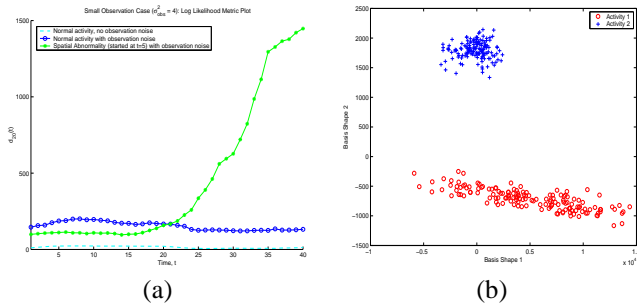 Small Observation Case (σ²obs = 4): Log Likelihood Metric Plot
1500
Normal activity, no observation noise
Normal activity with observation noise
Spatial Abnormality (started at t=5) with observation noise
1000
d20(t)
500
0
0 5 10 15 20 25 30 35 40
Time, t
(a)
2500
Activity 1
Activity 2
2000
1500
1000
Basis Shape 2
500
0
-500
-1000
-1500
-1 -0.5 0 0.5 1 1.5
Basis Shape 1
(b)